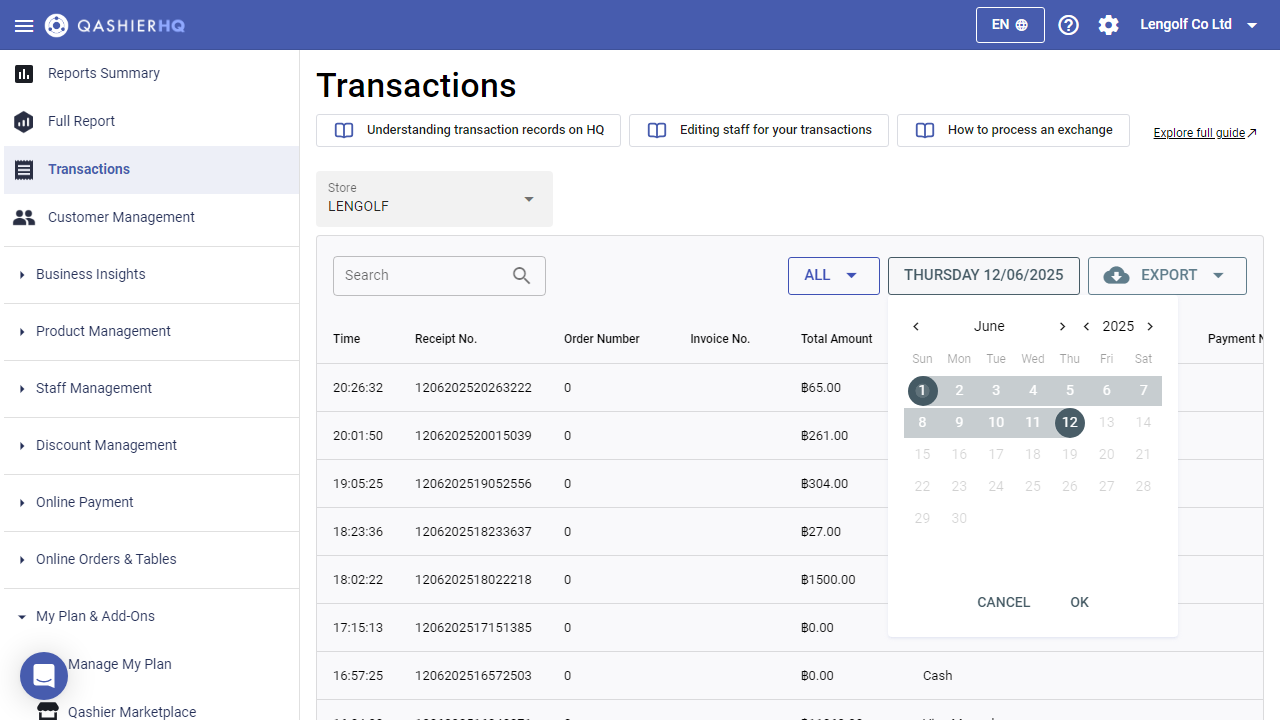 QASHIERHQ
EN
Lengolf Co Ltd
Reports Summary
Full Report
Transactions
Customer Management
Business Insights
Product Management
Staff Management
Discount Management
Online Payment
Online Orders & Tables
My Plan & Add-Ons
Manage My Plan
Qashier Marketplace
Transactions
Understanding transaction records on HQ
Editing staff for your transactions
How to process an exchange
Explore full guide
Store
LENGOLF
Search
ALL
THURSDAY 12/06/2025
EXPORT
Time Receipt No. Order Number Invoice No. Total Amount Payment
20:26:32 1206202520263222 0 ฿65.00
20:01:50 1206202520015039 0 ฿261.00
19:05:25 1206202519052556 0 ฿304.00
18:23:36 1206202518233637 0 ฿27.00
18:02:22 1206202518022218 0 ฿1500.00
17:15:13 1206202517151385 0 ฿0.00
16:57:25 1206202516572503 0 ฿0.00 Cash
June 2025
Sun Mon Tue Wed Thu Fri Sat
1 2 3 4 5 6 7
8 9 10 11 12 13 14
15 16 17 18 19 20 21
22 23 24 25 26 27 28
29 30
CANCEL OK